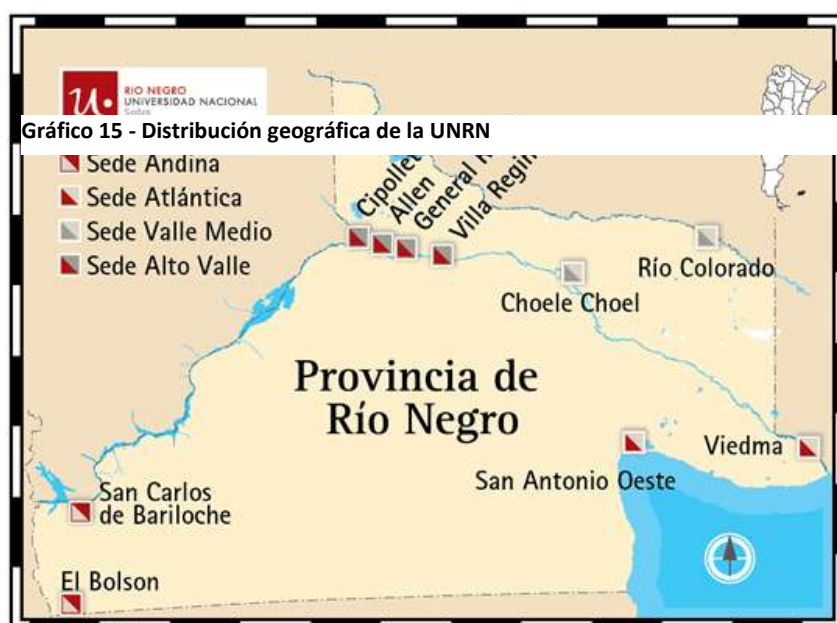 RIO NEGRO
UNIVERSIDAD NACIONAL
Sedes
Gráfico 15 - Distribución geográfica de la UNRN
Sede Andina
Sede Atlántica
Sede Valle Medio
Sede Alto Valle
Allen
General
Villa
Río Colorado
Choele Choel
Provincia de
Río Negro
Viedma
San Antonio Oeste
San Carlos
de Bariloche
El Bolson